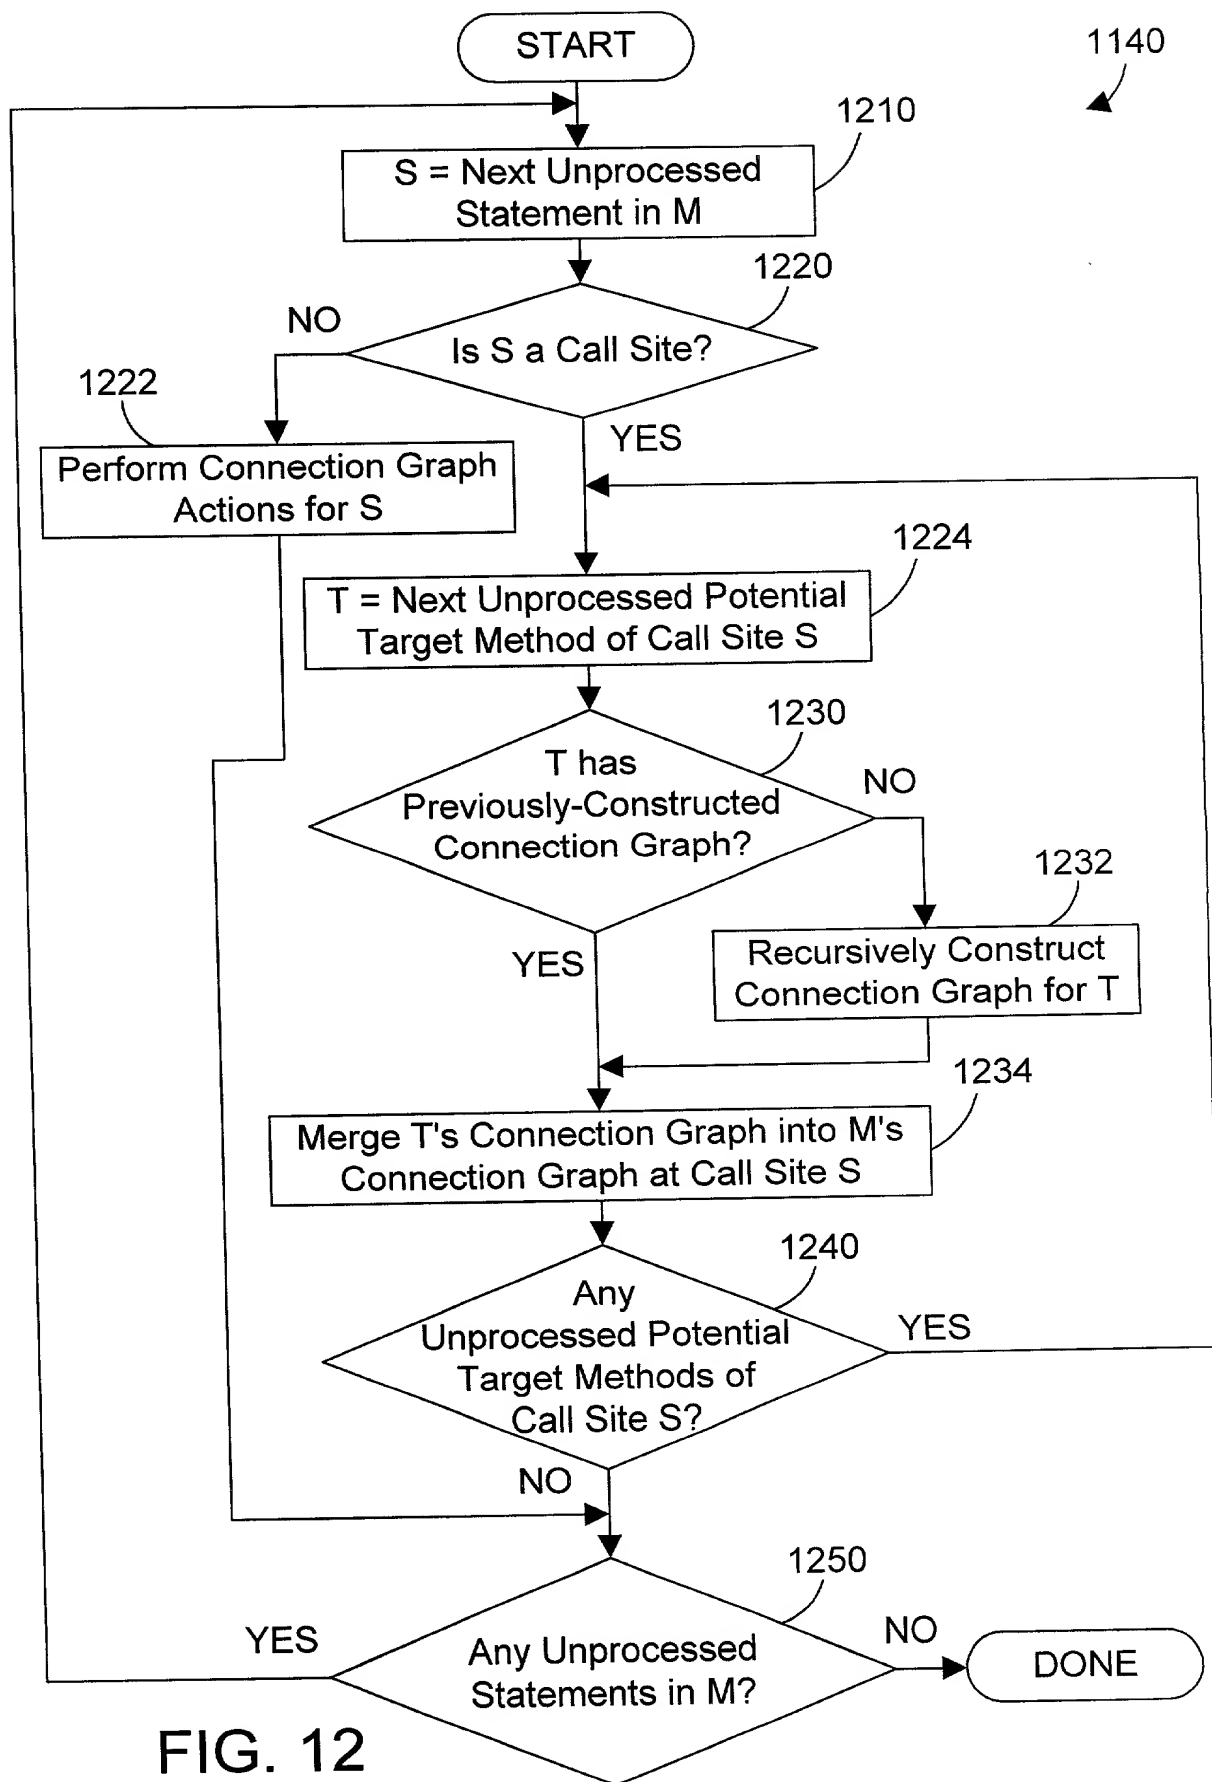 START
1140
1210
S = Next Unprocessed
Statement in M
1220
NO
Is S a Call Site?
1222
YES
Perform Connection Graph
Actions for S
1224
T = Next Unprocessed Potential
Target Method of Call Site S
1230
T has
Previously-Constructed
Connection Graph?
NO
1232
YES
Recursively Construct
Connection Graph for T
1234
Merge T's Connection Graph into M's
Connection Graph at Call Site S
1240
Any
Unprocessed Potential
Target Methods of
Call Site S?
YES
NO
1250
YES
Any Unprocessed
Statements in M?
NO
DONE
FIG. 12